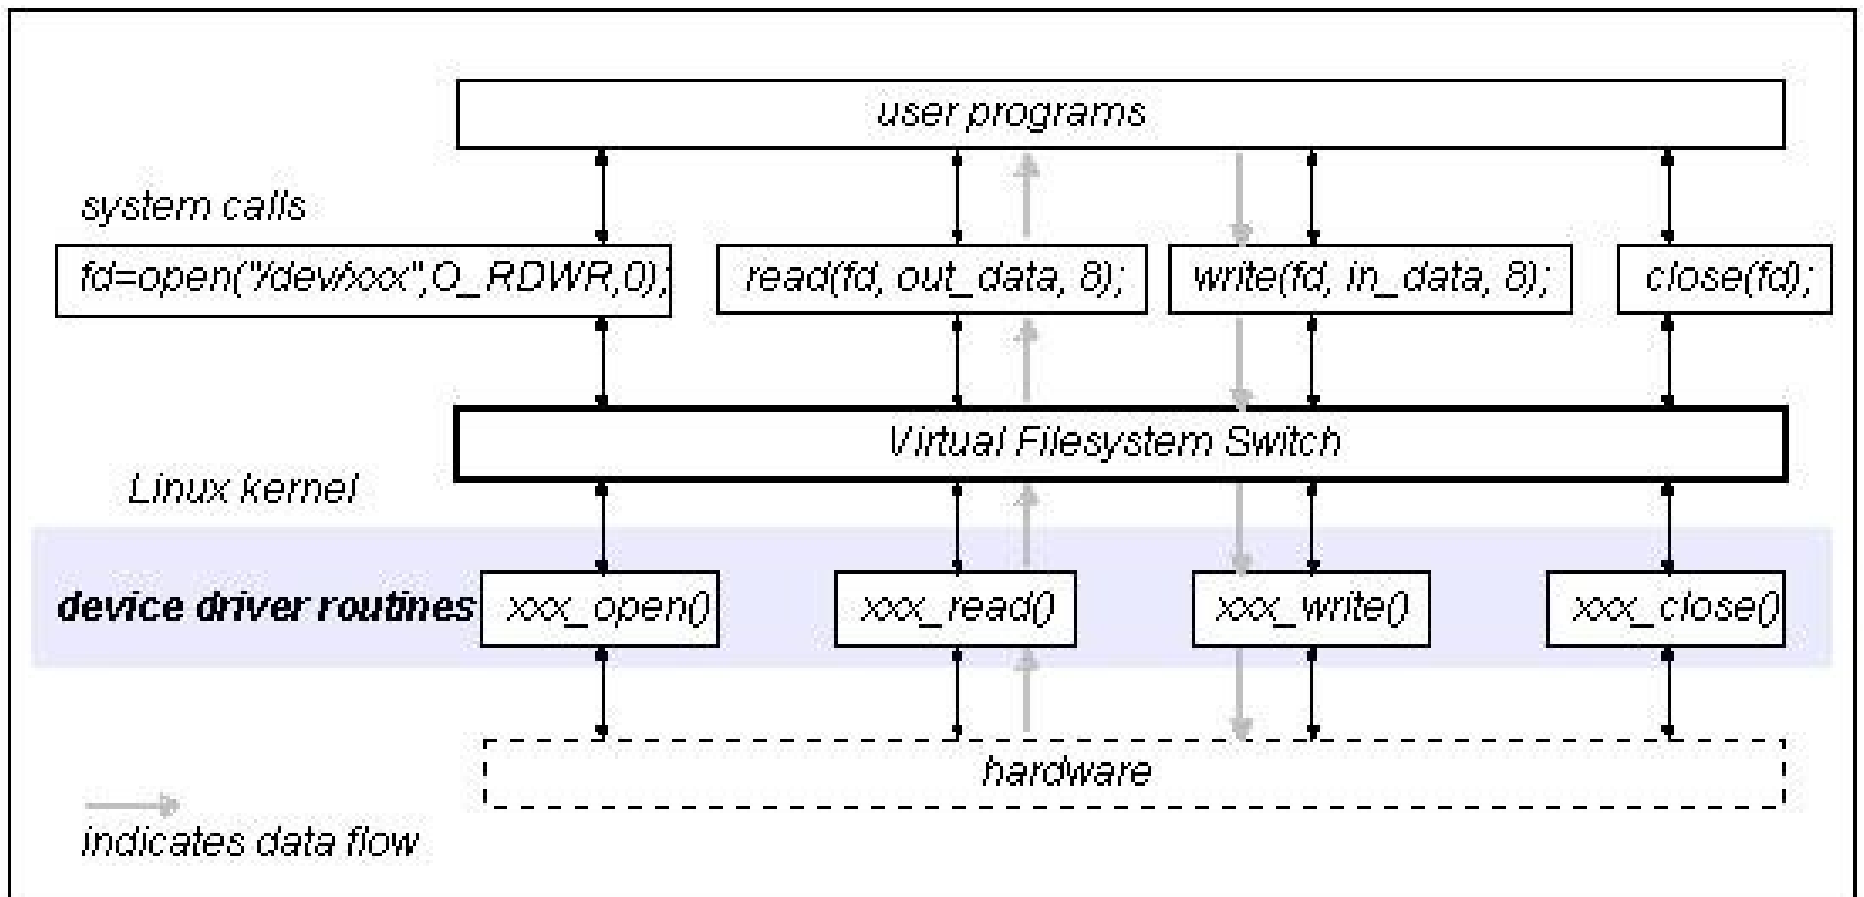 user programs
system calls
fd=open("/dev/xxx",O_RDWR,0);
read(fd, out_data, 8);
write(fd, in_data, 8);
close(fd);
Virtual Filesystem Switch
Linux kernel
device driver routines
xxx_open()
xxx_read()
xxx_write()
xxx_close()
hardware
indicates data flow